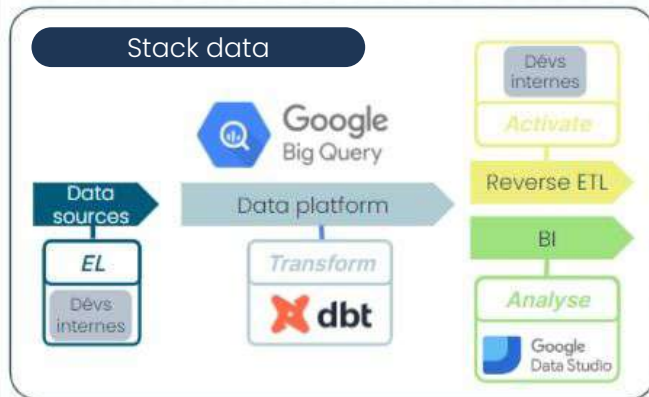 Stack data
Google
Big Query
Data
sources
EL
Dévs
internes
Data platform
Transform
dbt
Dévs
internes
Activate
Reverse ETL
BI
Analyse
Google
Data Studio